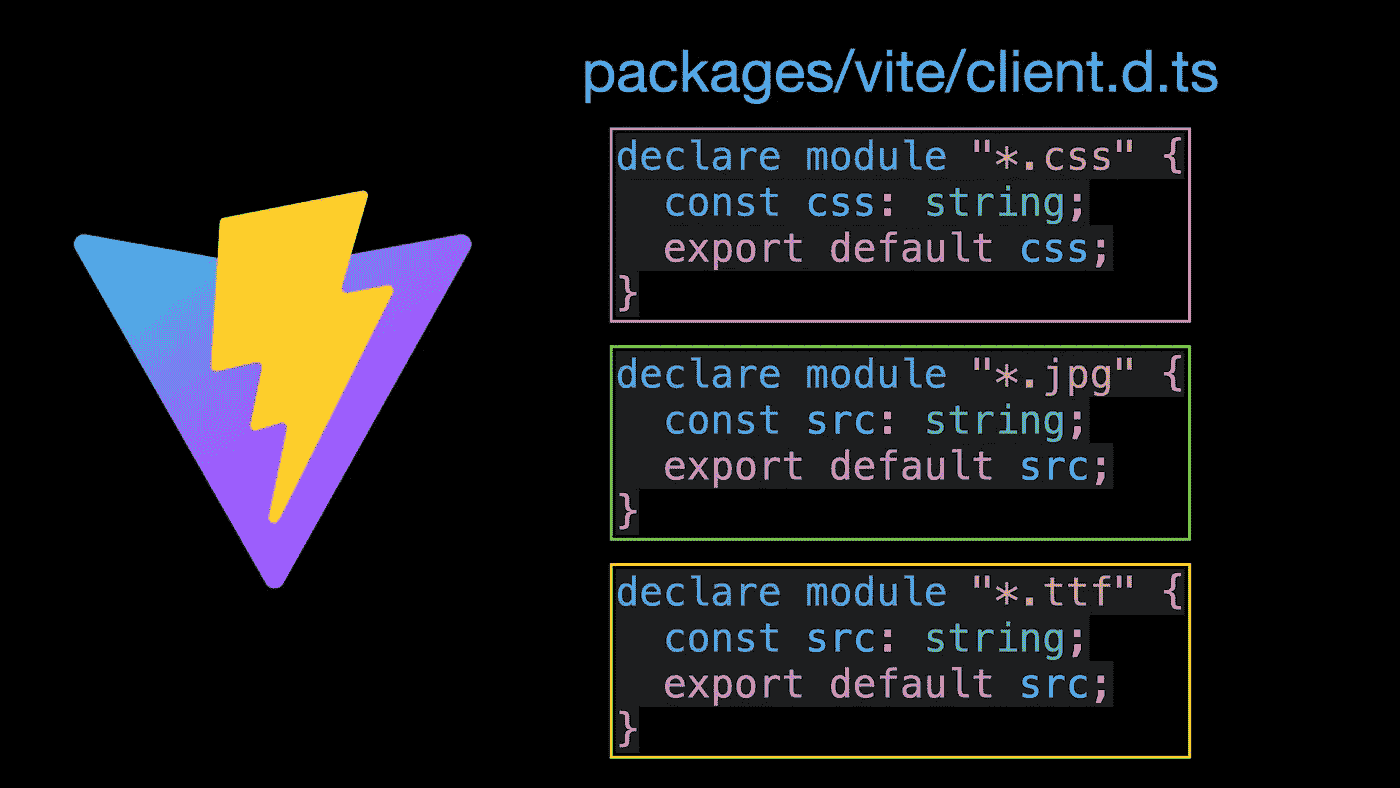 packages/vite/client.d.ts
declare module "*.css" {
  const css: string;
  export default css;
}
declare module "*.jpg" {
  const src: string;
  export default src;
}
declare module "*.ttf" {
  const src: string;
  export default src;
}